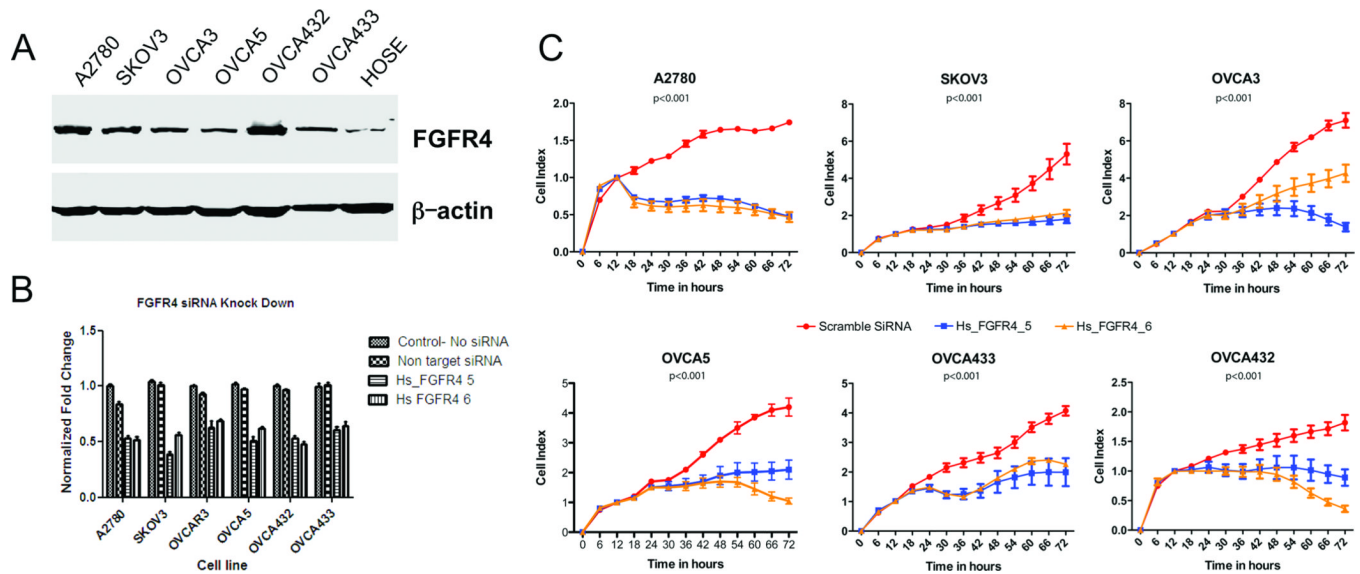 A
A2780
SKOV3
OVCA3
OVCA5
OVCA432
OVCA433
HOSE
FGFR4
β-actin
B
FGFR4 siRNA Knock Down
Normalized Fold Change
1.5
1.0
0.5
0.0
A2780
SKOV3
OVCAR3
OVCA5
OVCA432
OVCA433
Cell line
Control- No siRNA
Non target siRNA
Hs_FGFR4 5
Hs FGFR4 6
C
A2780
p<0.001
Cell Index
2.0
1.5
1.0
0.5
0.0
0 6 12 18 24 30 36 42 48 54 60 66 72
Time in hours
SKOV3
p<0.001
Cell Index
8
6
4
2
0
0 6 12 18 24 30 36 42 48 54 60 66 72
Time in hours
OVCA3
p<0.001
Cell Index
8
6
4
2
0
0 6 12 18 24 30 36 42 48 54 60 66 72
Time in hours
Scramble SiRNA Hs_FGFR4_5 Hs_FGFR4_6
OVCA5
p<0.001
Cell Index
5
4
3
2
1
0
0 6 12 18 24 30 36 42 48 54 60 66 72
Time in hours
OVCA433
p<0.001
Cell Index
5
4
3
2
1
0
0 6 12 18 24 30 36 42 48 54 60 66 72
Time in hours
OVCA432
p<0.001
Cell Index
2.5
2.0
1.5
1.0
0.5
0.0
0 6 12 18 24 30 36 42 48 54 60 66 72
Time in hours